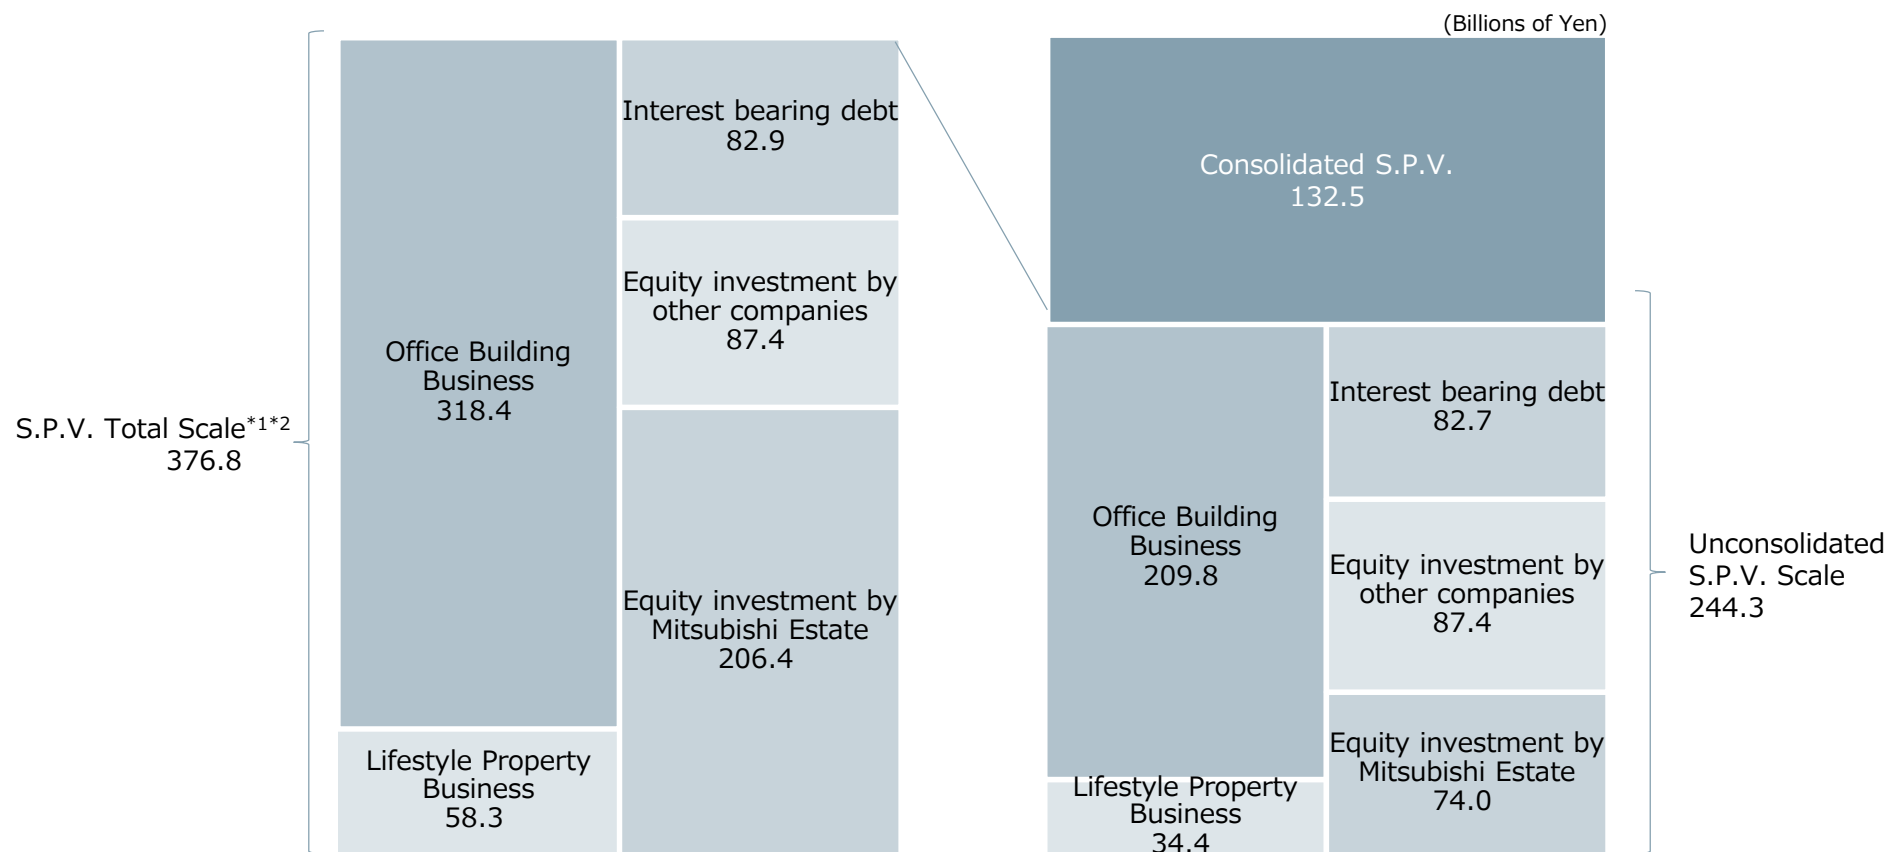 (Billions of Yen)
S.P.V. Total Scale*1*2
376.8
Office Building
Business
318.4
Lifestyle Property
Business
58.3
Interest bearing debt
82.9
Equity investment by
other companies
87.4
Equity investment by
Mitsubishi Estate
206.4
Consolidated S.P.V.
132.5
Office Building
Business
209.8
Lifestyle Property
Business
34.4
Interest bearing debt
82.7
Equity investment by
other companies
87.4
Equity investment by
Mitsubishi Estate
74.0
Unconsolidated
S.P.V. Scale
244.3